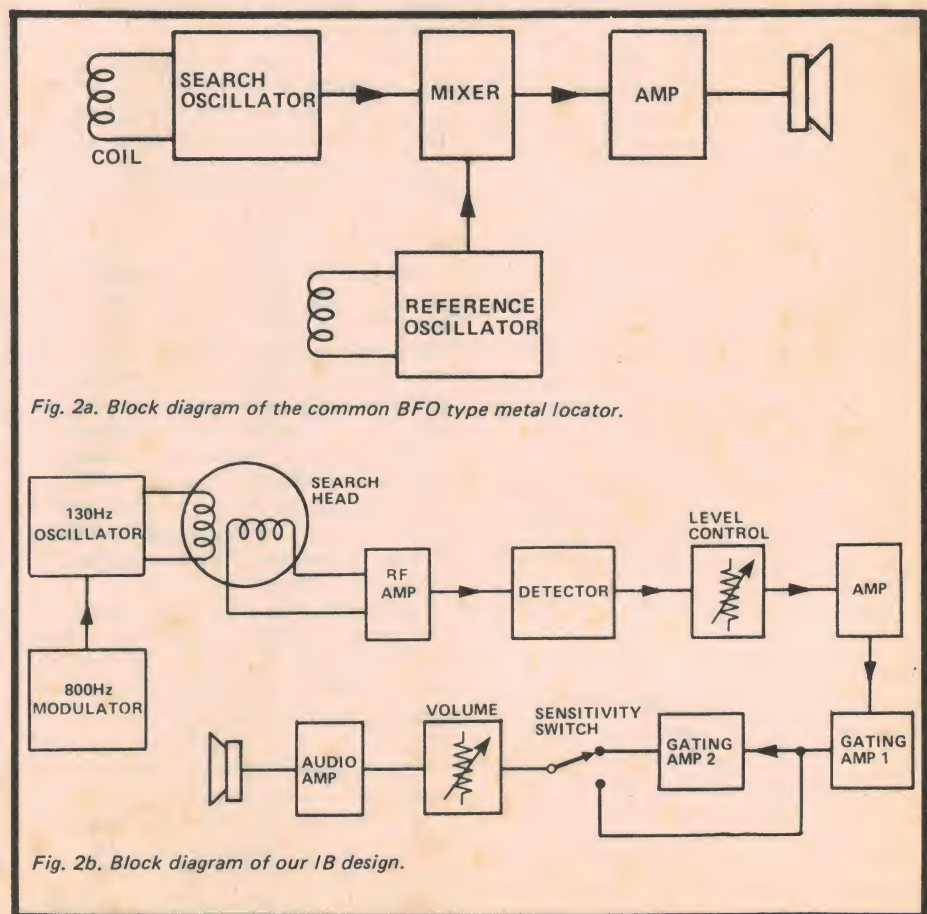 SEARCH
OSCILLATOR
MIXER
AMP
COIL
REFERENCE
OSCILLATOR
Fig. 2a. Block diagram of the common BFO type metal locator.
SEARCH
HEAD
130Hz
OSCILLATOR
LEVEL
CONTROL
RF
AMP
DETECTOR
AMP
800Hz
MODULATOR
VOLUME
SENSITIVITY
SWITCH
AUDIO
AMP
GATING
AMP 2
GATING
AMP 1
Fig. 2b. Block diagram of our IB design.